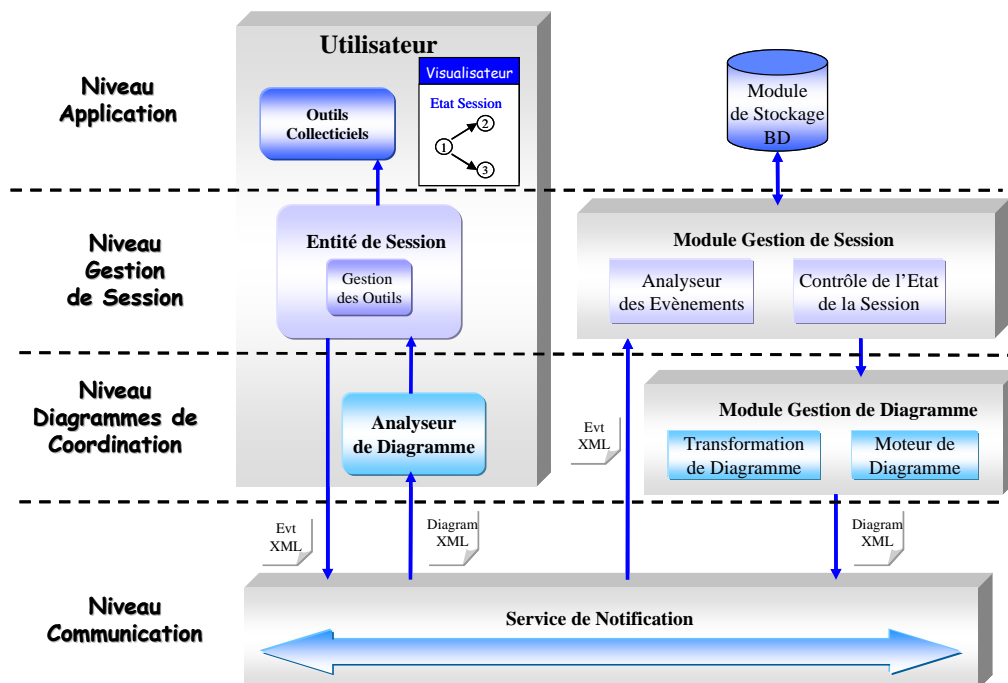 Niveau
Application
Utilisateur
Outils
Collecticiels
Visualisateur
Etat Session
1
2
3
Module
de Stockage
BD
Niveau
Gestion
de Session
Entité de Session
Gestion
des Outils
Module Gestion de Session
Analyseur
des Evènements
Contrôle de l’Etat
de la Session
Niveau
Diagrammes de
Coordination
Analyseur
de Diagramme
Evt
XML
Module Gestion de Diagramme
Transformation
de Diagramme
Moteur de
Diagramme
Evt
XML
Diagram
XML
Diagram
XML
Niveau
Communication
Service de Notification